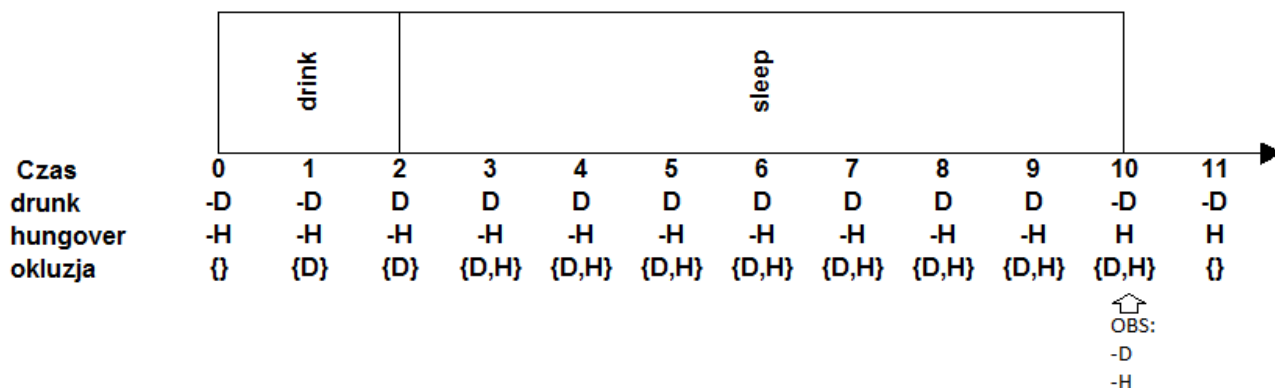 drink
sleep
Czas 0 1 2 3 4 5 6 7 8 9 10 11
drunk -D -D D D D D D D D D -D -D
hungover -H -H -H -H -H -H -H -H -H -H H H
okluzja {} {D} {D} {D,H} {D,H} {D,H} {D,H} {D,H} {D,H} {D,H} {D,H} {}
OBS:
-D
-H